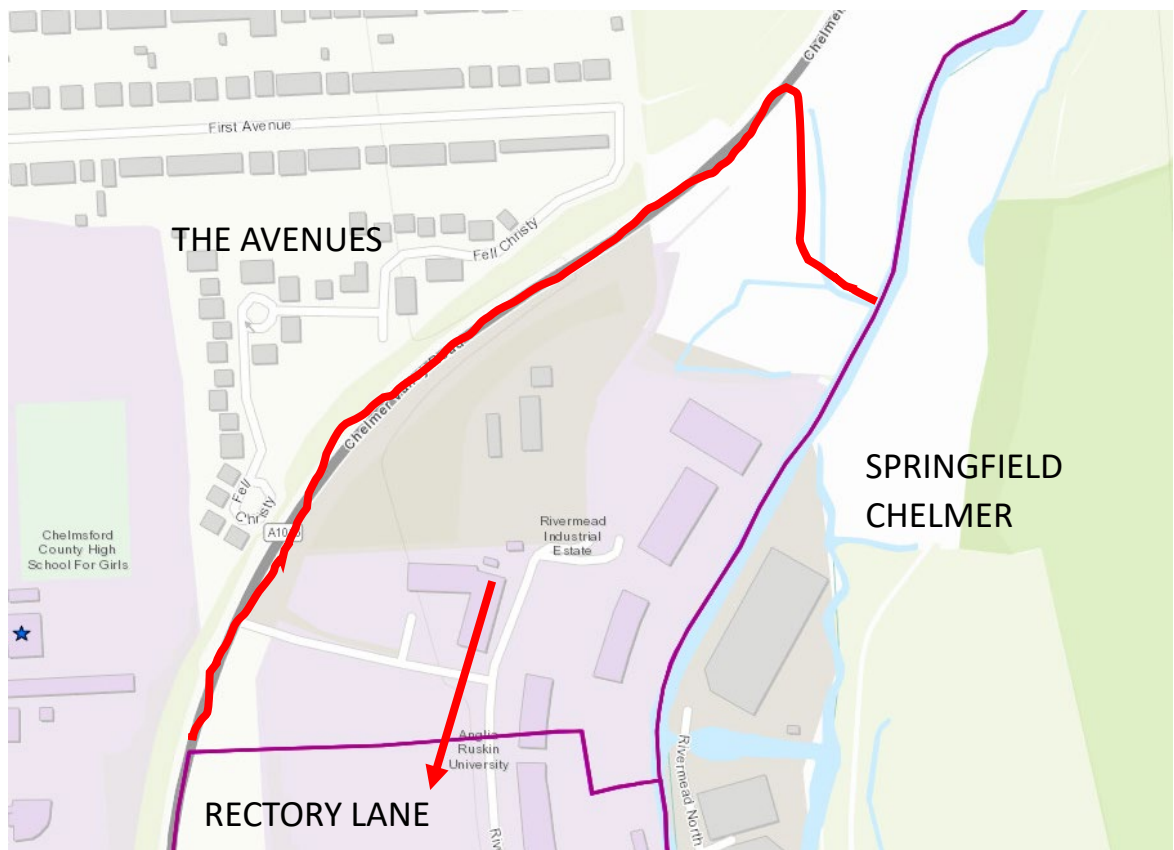 Chelmer
First Avenue
THE AVENUES
Fell Christy
Chelmer Valley Road
SPRINGFIELD
CHELMER
Fell
Christy
Chelmsford
County High
School For Girls
Rivermead
Industrial
Estate
Anglia
Ruskin
University
Rivermead North
RECTORY LANE